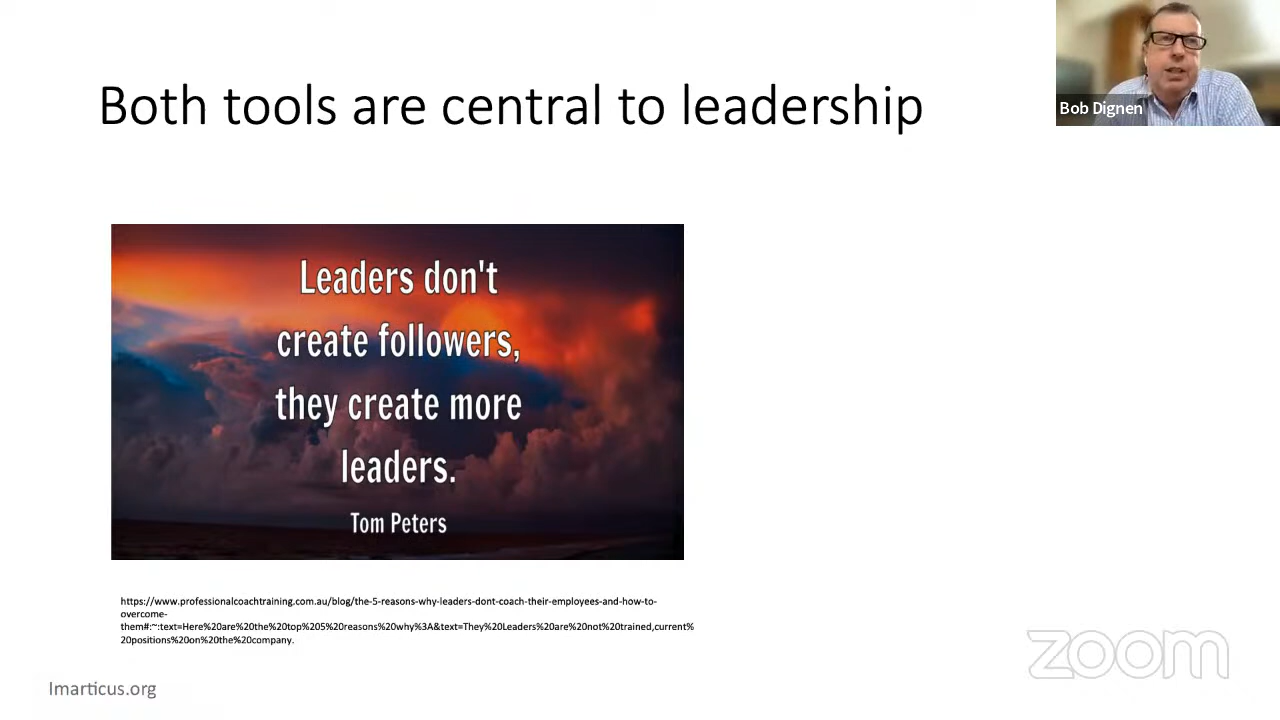 Both tools are central to leadership
Bob Dignen
Leaders don't
create followers,
they create more
leaders.
Tom Peters
https://www.professionalcoachtraining.com.au/blog/the-5-reasons-why-leaders-dont-coach-their-employees-and-how-to-
overcome-
them#:~:text=Here%20are%20the%20top%205%20reasons%20why%3A&text=They%20Leaders%20are%20not%20trained,current%
20positions%20on%20the%20company.
zoom
Imarticus.org